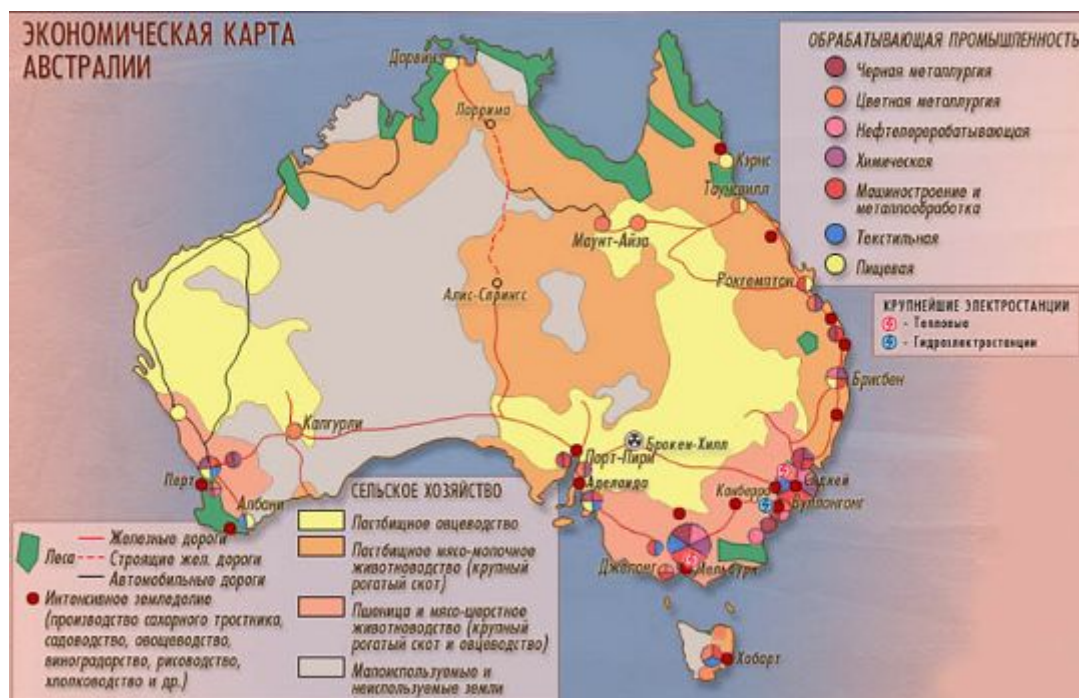 ЭКОНОМИЧЕСКАЯ КАРТА
АВСТРАЛИИ
ОБРАБАТЫВАЮЩАЯ ПРОМЫШЛЕННОСТЬ
Черная металлургия
Цветная металлургия
Нефтеперерабатывающая
Химическая
Машиностроение и
металлообработка
Текстильная
Пищевая
КРУПНЕЙШИЕ ЭЛЕКТРОСТАНЦИИ
- Тепловые
- Гидроэлектростанции
Дарвин
Ларрима
Кэрнс
Таунсвилл
Маунт-Айза
Рокгемптон
Алис-Спрингс
Брисбен
Калгурли
Брокен-Хилл
Порт-Пири
Сидней
Перт
Аделаида
Канберра
Вуллонгонг
Албани
Джелонг
Мельбурн
Хобарт
СЕЛЬСКОЕ ХОЗЯЙСТВО
Пастбищное овцеводство
Пастбищное мясо-молочное
животноводство (крупный
рогатый скот)
Пшеница и мясо-шерстное
животноводство (крупный
рогатый скот и овцеводство)
Малоиспользуемые и
неиспользуемые земли
Железные дороги
Леса
Строящие жел. дороги
Автомобильные дороги
Интенсивное земледелие
(производство сахарного тростника,
садоводство, овощеводство,
виноградарство, рисоводство,
хлопководство и др.)